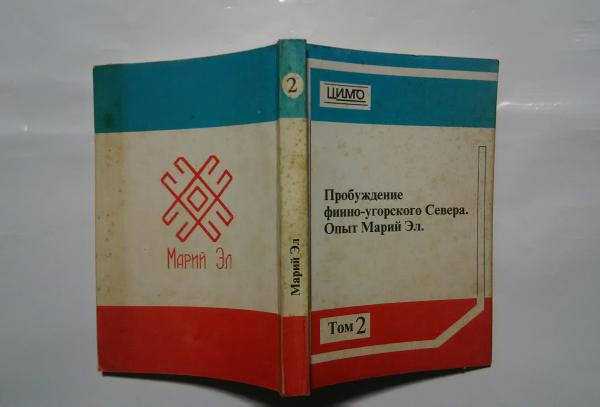 ЦИМО
Пробуждение
финно-угорского Севера.
Опыт Марий Эл.
Том 2
2
Марий Эл
Марий Эл